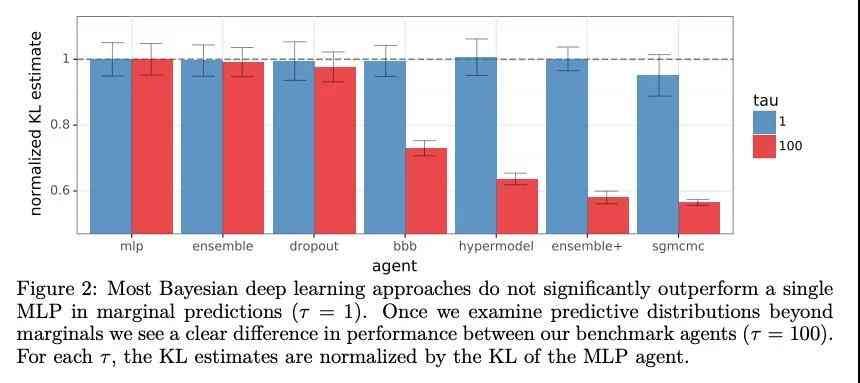 normalized KL estimate
1
0.8
0.6
mlp ensemble dropout bbb hypermodel ensemble+ sgmcmc
agent
tau
1
100
Figure 2: Most Bayesian deep learning approaches do not significantly outperform a single
MLP in marginal predictions (τ = 1). Once we examine predictive distributions beyond
marginals we see a clear difference in performance between our benchmark agents (τ = 100).
For each τ, the KL estimates are normalized by the KL of the MLP agent.